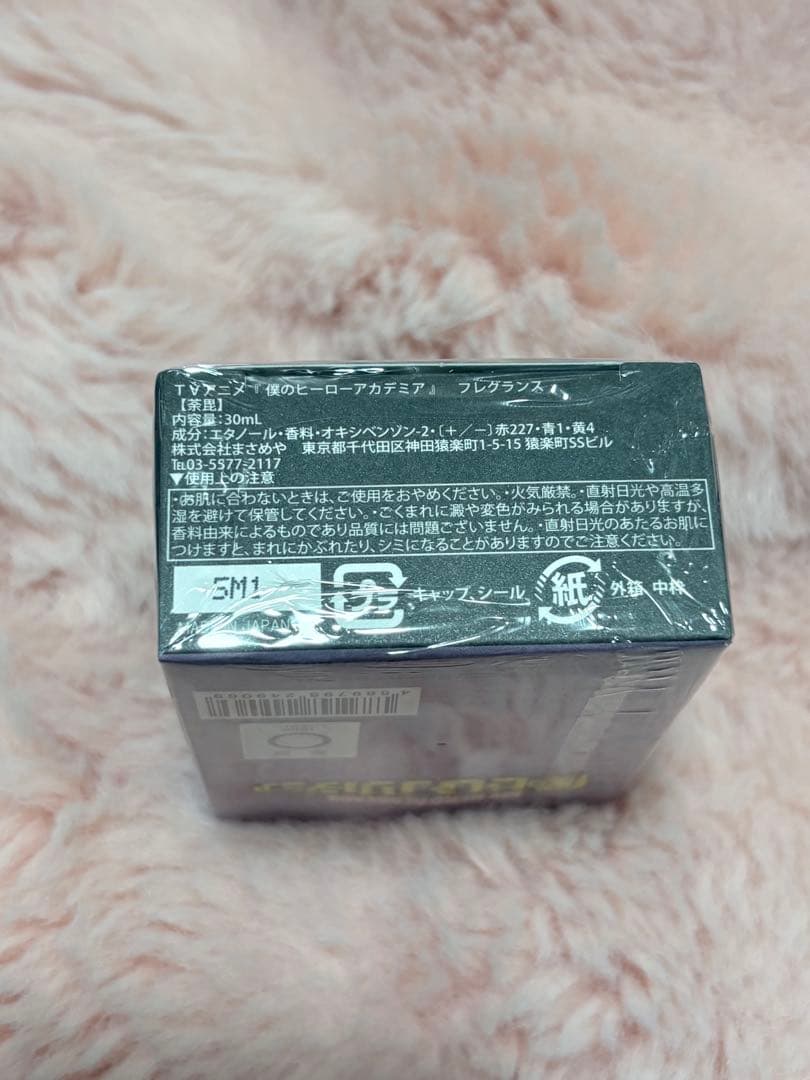 TVアニメ『 僕のヒーローアカデミア 』 フレグランス
【荼毘】
内容量:30mL
成分:エタノール・香料・オキシベンゾン-2・〔+/−〕赤227・青1・黄4
株式会社まさめや 東京都千代田区神田猿楽町1-5-15 猿楽町SSビル
TEL03-5577-2117
▼使用上の注意
・お肌に合わないときは、ご使用をおやめください。・火気厳禁。・直射日光や高温多
湿を避けて保管してください。・ごくまれに澱や変色がみられる場合がありますが、
香料由来によるものであり品質には問題ございません。・直射日光のあたるお肌に
つけますと、まれにかぶれたり、シミになることがありますのでご注意ください。
5M1 プラ キャップ、シール 紙 外箱 中枠
MADE IN JAPAN
4589795249069